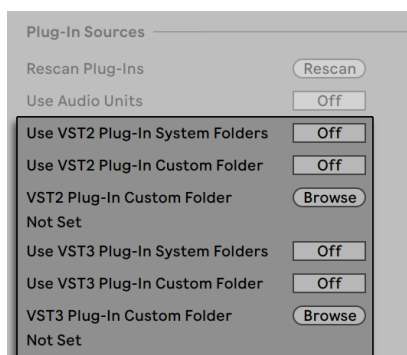 Plug-In Sources
Rescan Plug-Ins Rescan
Use Audio Units Off
Use VST2 Plug-In System Folders Off
Use VST2 Plug-In Custom Folder Off
VST2 Plug-In Custom Folder Browse
Not Set
Use VST3 Plug-In System Folders Off
Use VST3 Plug-In Custom Folder Off
VST3 Plug-In Custom Folder Browse
Not Set